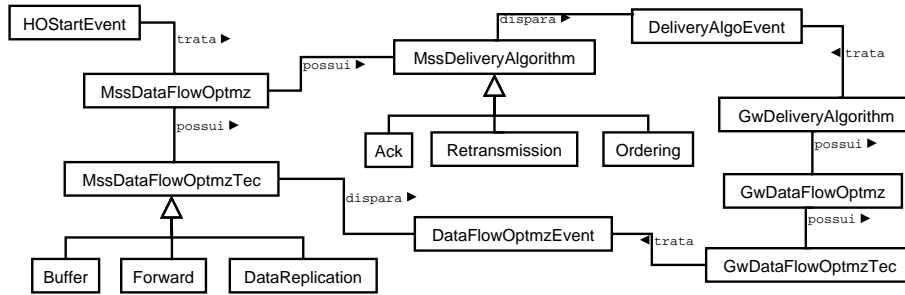 HOStartEvent
dispara ►
DeliveryAlgoEvent
trata ►
MssDeliveryAlgorithm
◄ trata
possui ►
MssDataFlowOptmz
GwDeliveryAlgorithm
possui ►
possui ►
Ack
Retransmission
Ordering
MssDataFlowOptmzTec
GwDataFlowOptmz
dispara ►
possui ►
DataFlowOptmzEvent
◄ trata
Buffer
Forward
DataReplication
GwDataFlowOptmzTec